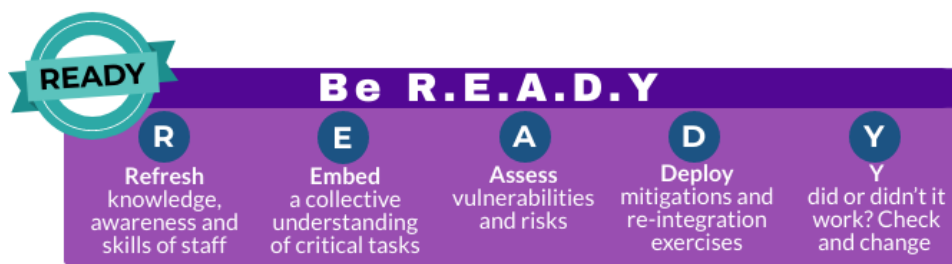 READY
Be R.E.A.D.Y
R
Refresh
knowledge,
awareness and
skills of staff
E
Embed
a collective
understanding
of critical tasks
A
Assess
vulnerabilities
and risks
D
Deploy
mitigations and
re-integration
exercises
Y
Y
did or didn't it
work? Check
and change